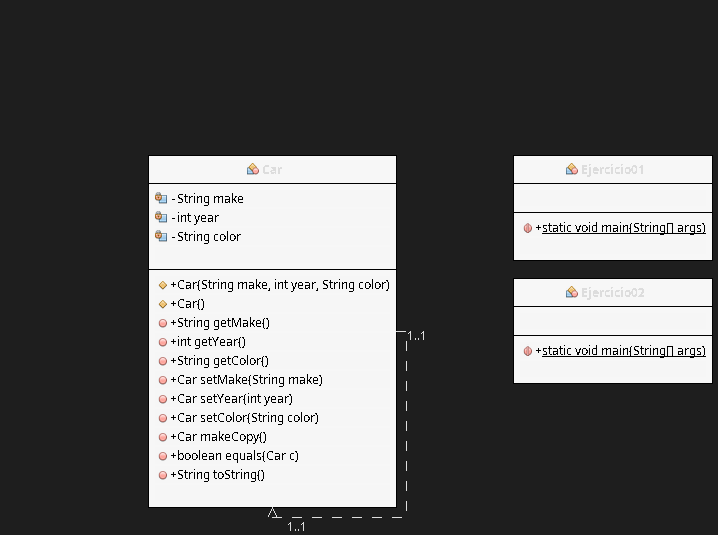 Car
-String make
-int year
-String color
+Car(String make, int year, String color)
+Car()
+String getMake()
+int getYear()
+String getColor()
+Car setMake(String make)
+Car setYear(int year)
+Car setColor(String color)
+Car makeCopy()
+boolean equals(Car c)
+String toString()
1..1
1..1
Ejercicio01
+static void main(String[] args)
Ejercicio02
+static void main(String[] args)